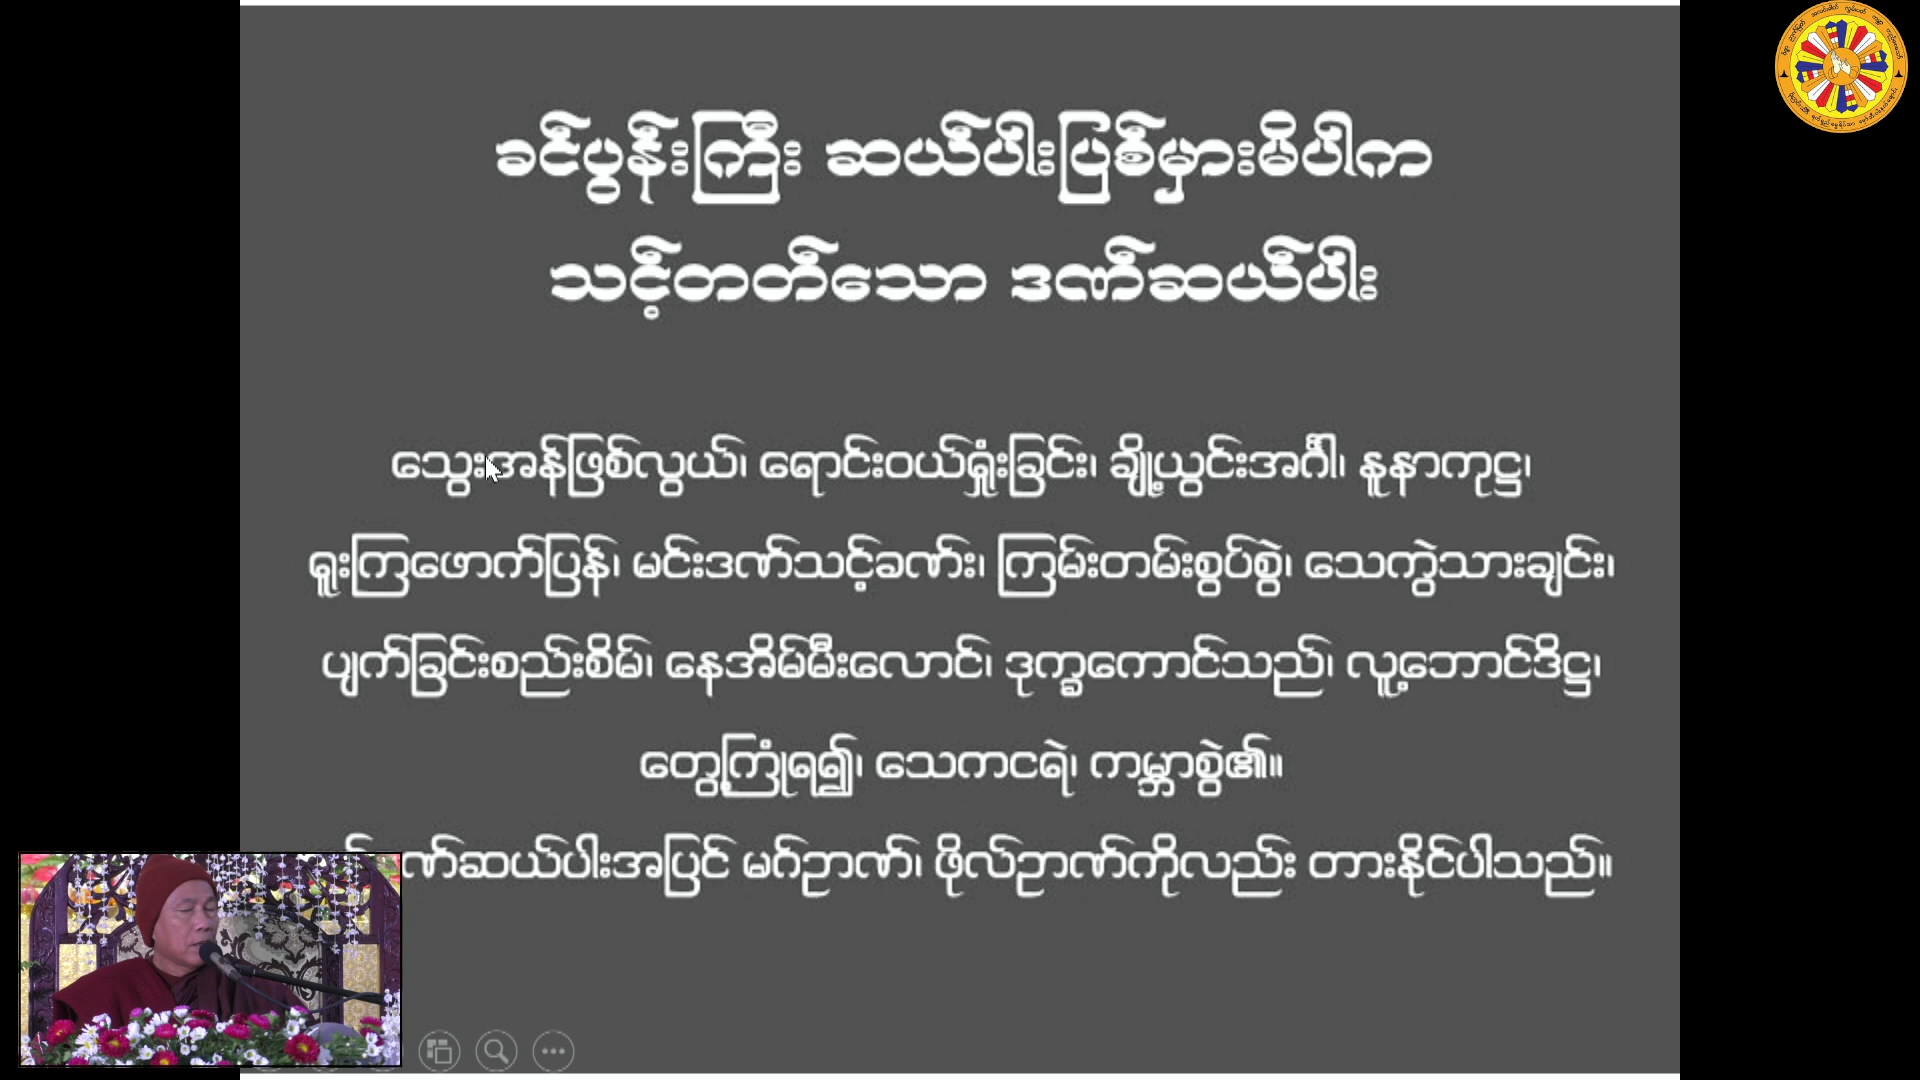 ခင်ပွန်းကြီး ဆယ်ပါးပြစ်မှားမိပါက
သင့်တတ်သော ဒဏ်ဆယ်ပါး
သွေးအန်ဖြစ်လွယ်၊ ရောင်းဝယ်ရှုံးခြင်း၊ ချို့ယွင်းအင်္ဂါ၊ နူနာကုဋ္ဌ၊
ရူးကြဖောက်ပြန်၊ မင်းဒဏ်သင့်ခဏ်း၊ ကြမ်းတမ်းစွပ်စွဲ၊ သေကွဲသားချင်း၊
ပျက်ခြင်းစည်းစိမ်၊ နေအိမ်မီးလောင်၊ ဒုက္ခကောင်သည်၊ လူ့ဘောင်ဒိဋ္ဌ၊
တွေ့ကြုံရ၍၊ သေကငရဲ၊ ကမ္ဘာစွဲ၏။
ဆယ်ပါးအပြင် မဂ်ဉာဏ်၊ ဖိုလ်ဉာဏ်ကိုလည်း တားနိုင်ပါသည်။